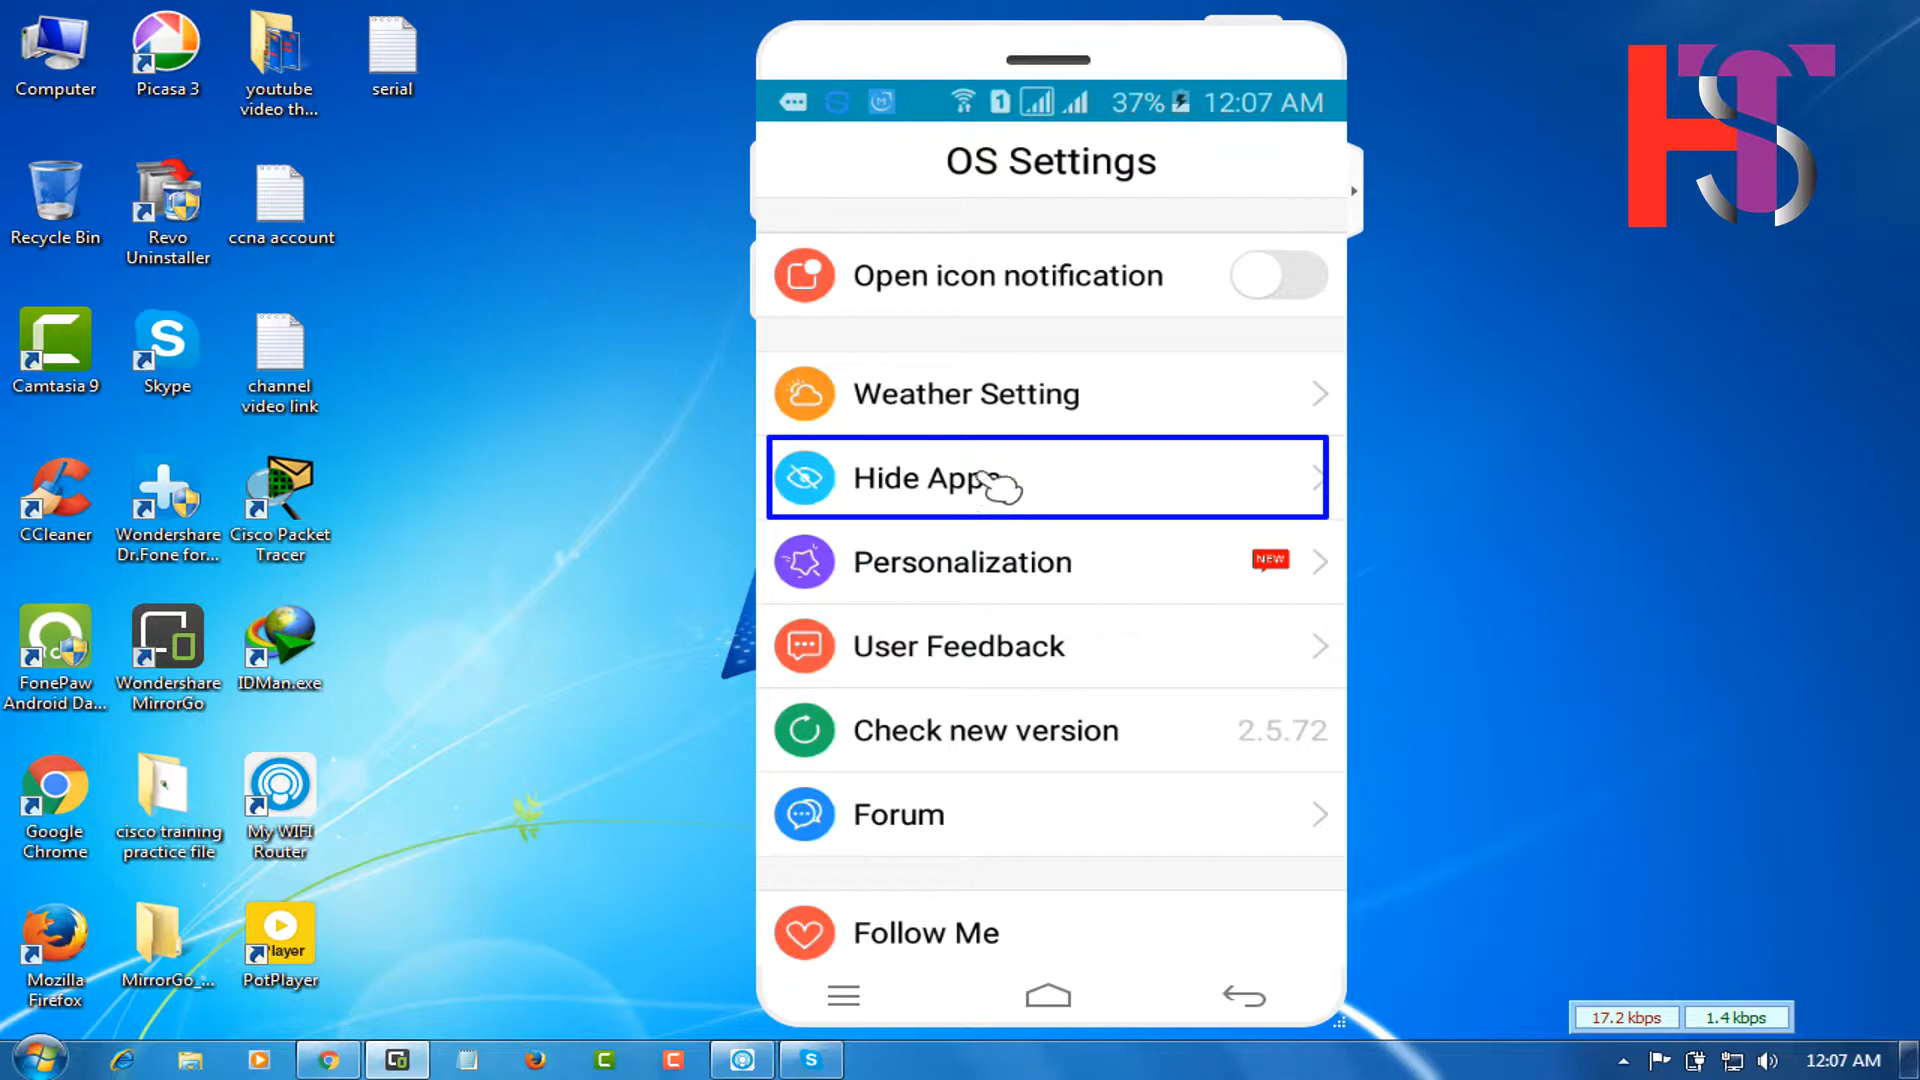 Computer
Picasa 3
youtube
video th...
serial
Recycle Bin
Revo
Uninstaller
ccna account
Camtasia 9
Skype
channel
video link
CCleaner
Wondershare
Dr.Fone for...
Cisco Packet
Tracer
FonePaw
Android Da...
Wondershare
MirrorGo
IDMan.exe
Google
Chrome
cisco training
practice file
My WIFI
Router
Mozilla
Firefox
MirrorGo_...
Player
PotPlayer
37% 12:07 AM
OS Settings
Open icon notification
Weather Setting
Hide App
Personalization
NEW
User Feedback
Check new version 2.5.72
Forum
Follow Me
HTS
17.2 kbps 1.4 kbps
12:07 AM